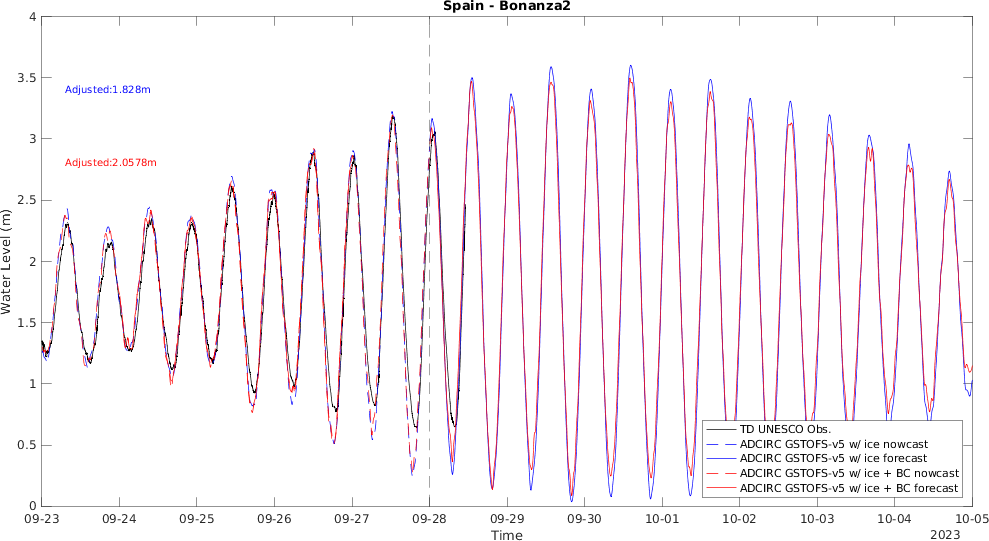 Spain - Bonanza2
4
3.5
3
2.5
2
1.5
1
0.5
0
Water Level (m)
Adjusted:1.828m
Adjusted:2.0578m
TD UNESCO Obs.
ADCIRC GSTOFS-v5 w/ ice nowcast
ADCIRC GSTOFS-v5 w/ ice forecast
ADCIRC GSTOFS-v5 w/ ice + BC nowcast
ADCIRC GSTOFS-v5 w/ ice + BC forecast
09-23 09-24 09-25 09-26 09-27 09-28 09-29 09-30 10-01 10-02 10-03 10-04 10-05
Time
2023